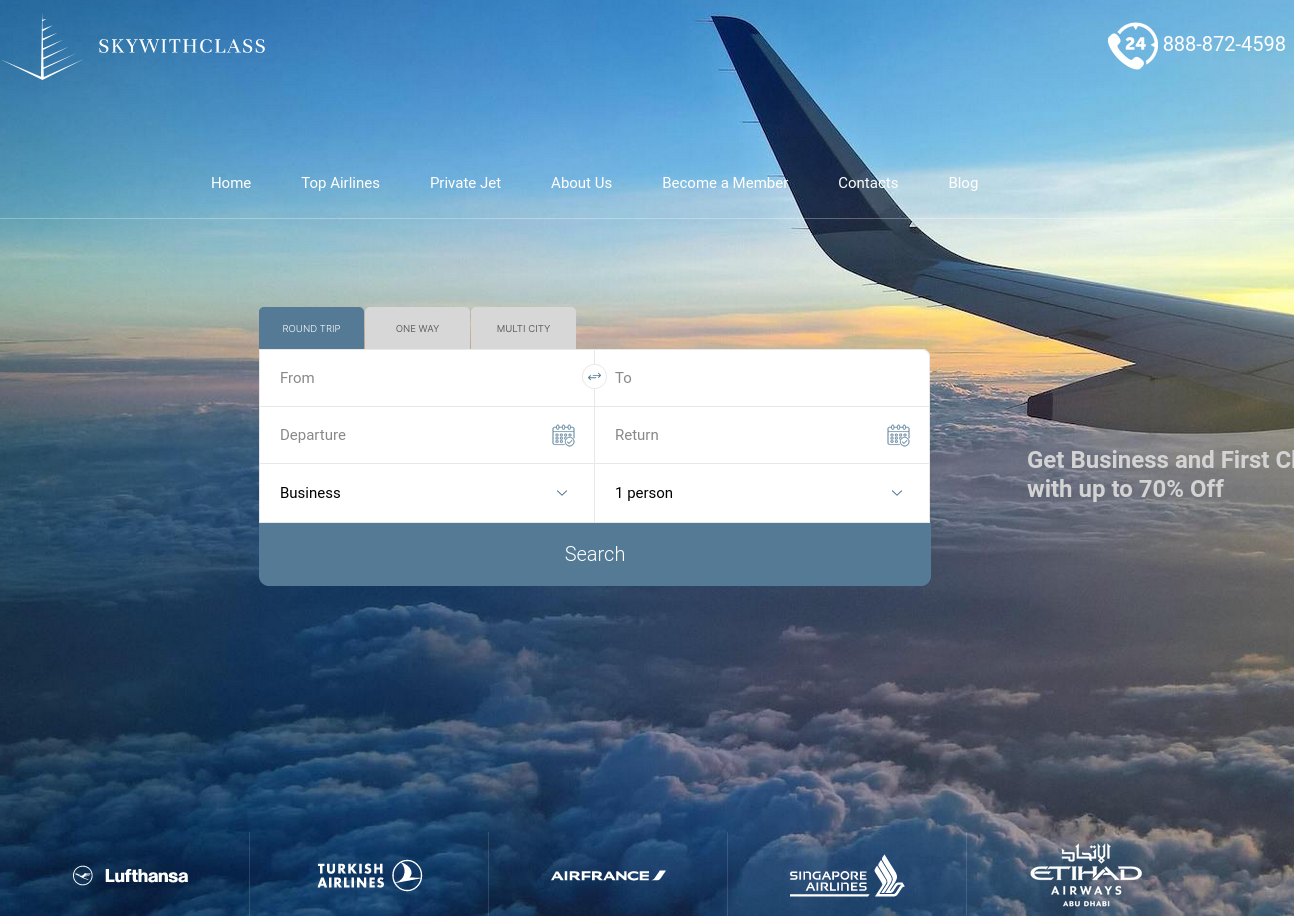 SKYWITHCLASS
24 888-872-4598
Home Top Airlines Private Jet About Us Become a Member Contacts Blog
ROUND TRIP ONE WAY MULTI CITY
From To
Departure Return
Get Business and First Cl
with up to 70% Off
Business 1 person
Search
Lufthansa
TURKISH
AIRLINES
AIRFRANCE
SINGAPORE
AIRLINES
الإتحاد
ETIHAD
AIRWAYS
ABU DHABI